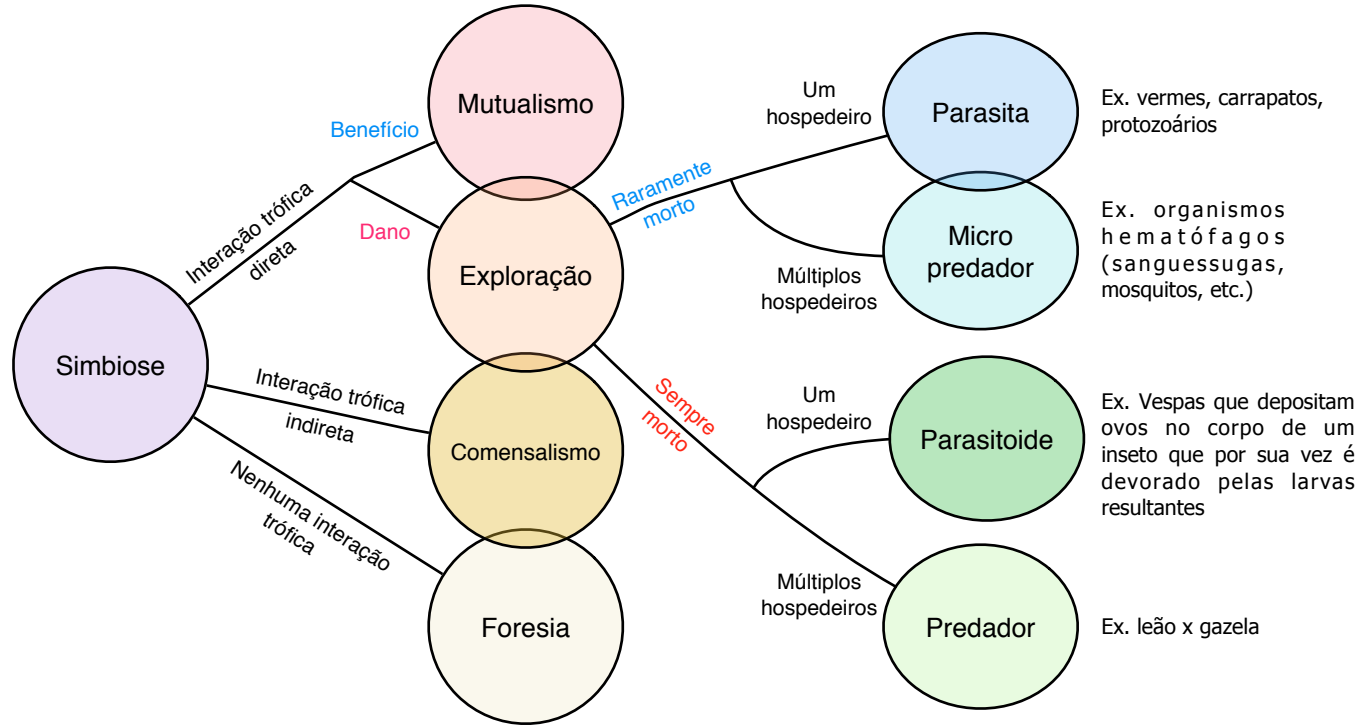 Simbiose
Interação trófica
direta
Benefício
Dano
Interação trófica
indireta
Nenhuma interação
trófica
Mutualismo
Exploração
Comensalismo
Foresia
Raramente
morto
Um
hospedeiro
Parasita
Ex. vermes, carrapatos,
protozoários
Múltiplos
hospedeiros
Micro
predador
Ex. organismos
hematófagos
(sanguessugas,
mosquitos, etc.)
Sempre
morto
Um
hospedeiro
Parasitoide
Ex. Vespas que depositam
ovos no corpo de um
inseto que por sua vez é
devorado pelas larvas
resultantes
Múltiplos
hospedeiros
Predador
Ex. leão x gazela